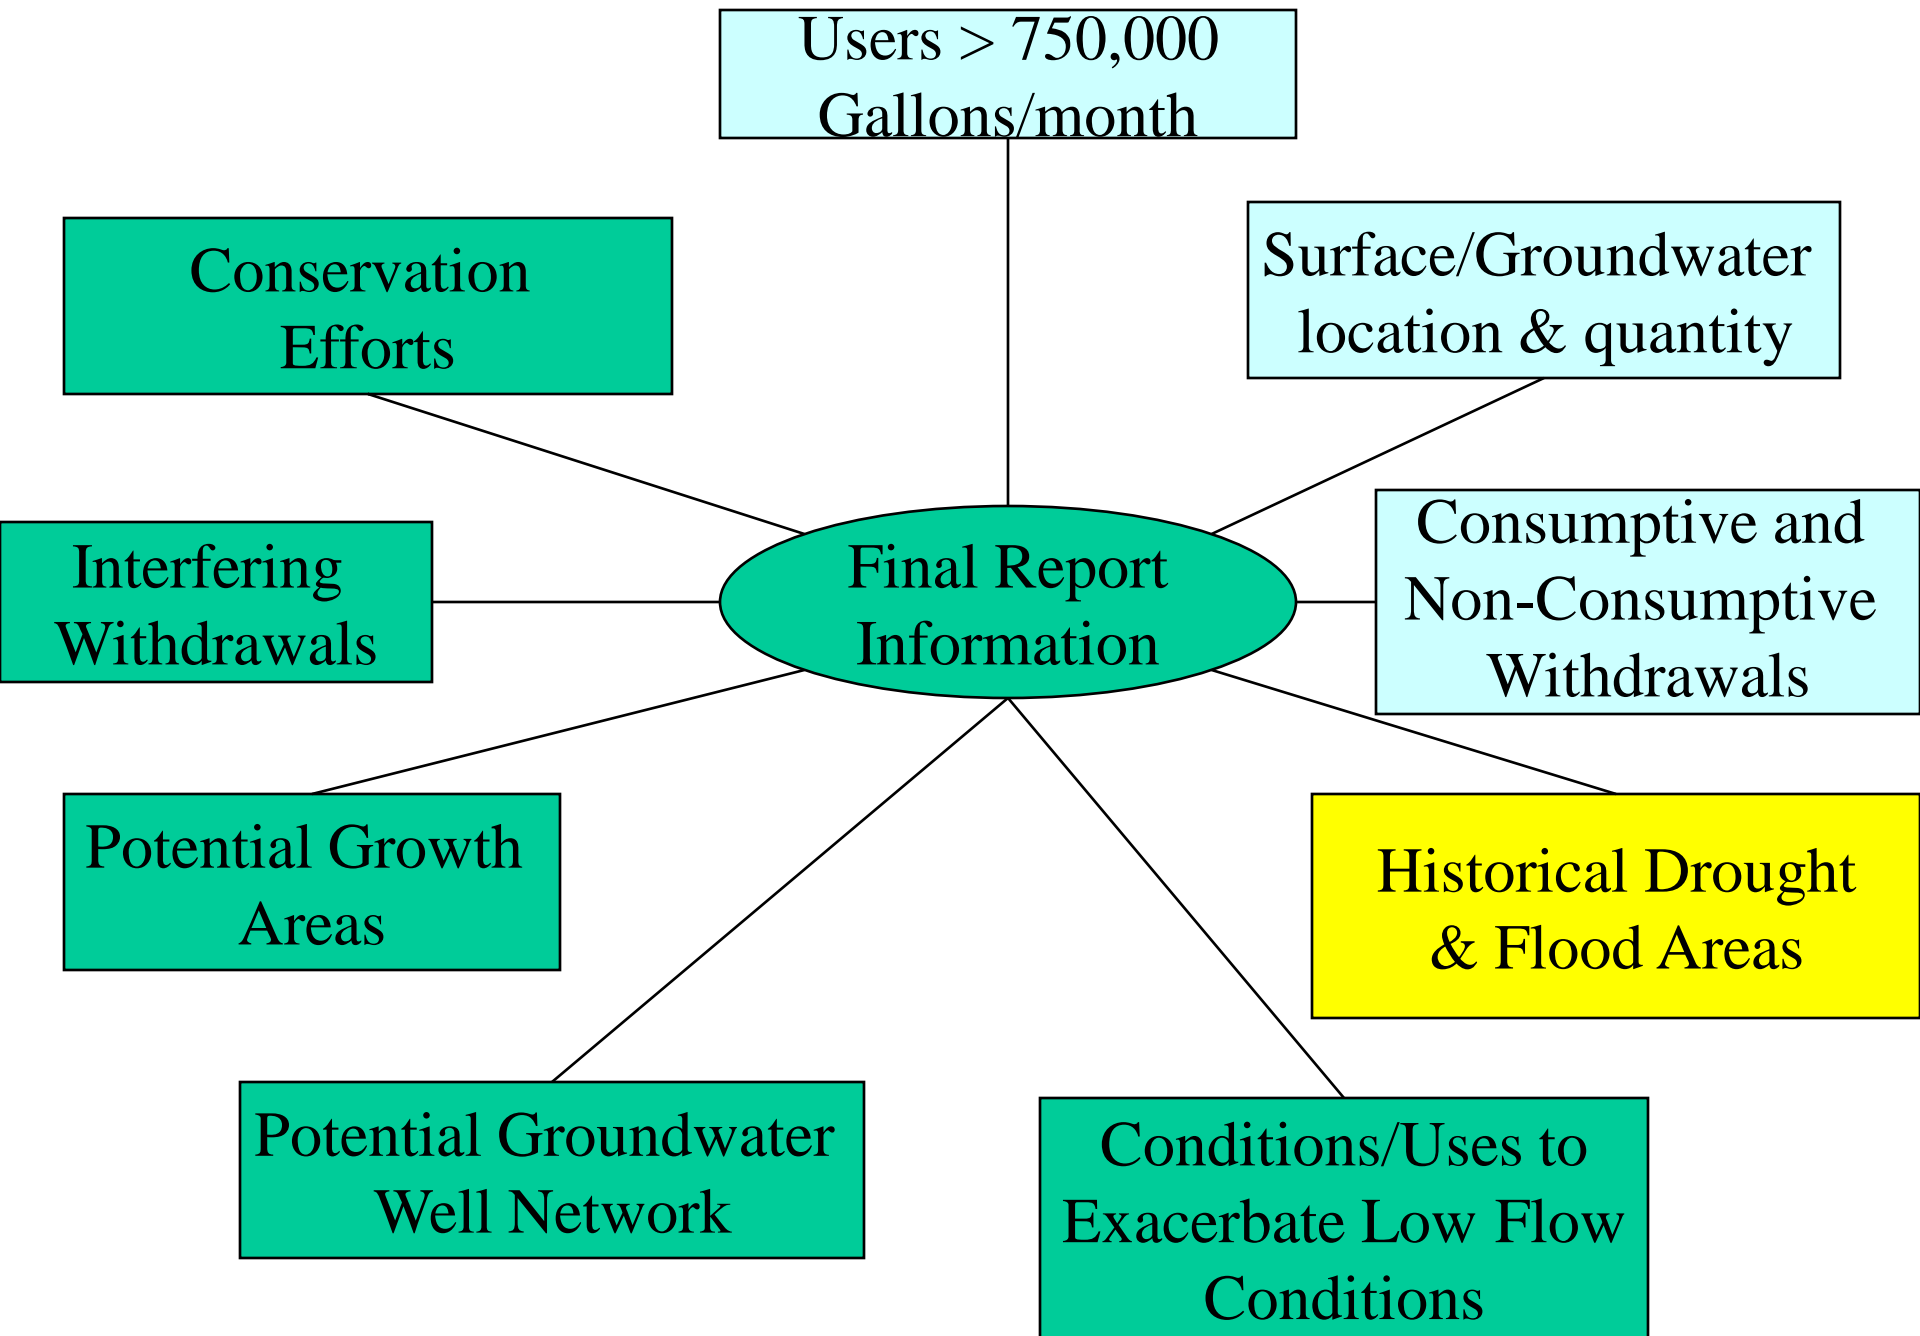 Users > 750,000
Gallons/month
Conservation
Efforts
Surface/Groundwater
location & quantity
Interfering
Withdrawals
Final Report
Information
Consumptive and
Non-Consumptive
Withdrawals
Potential Growth
Areas
Historical Drought
& Flood Areas
Potential Groundwater
Well Network
Conditions/Uses to
Exacerbate Low Flow
Conditions